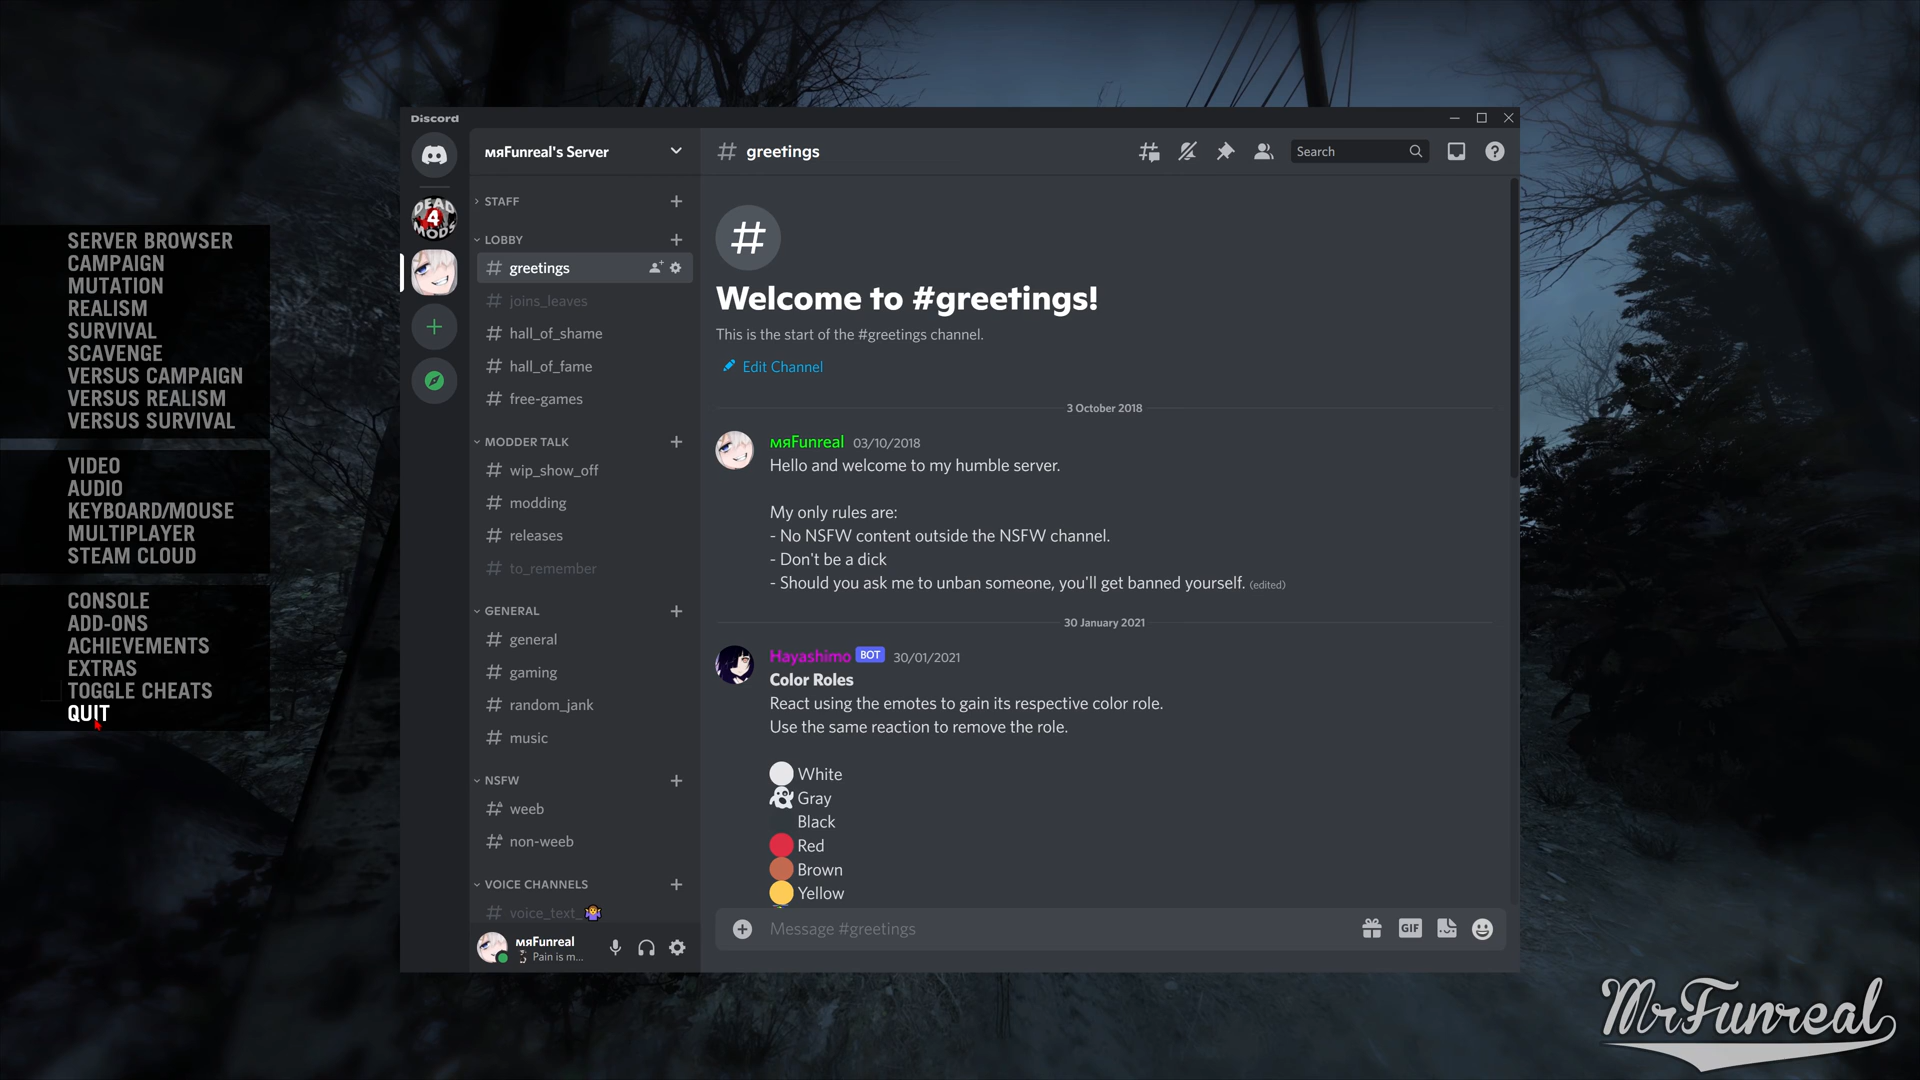 SERVER BROWSER
CAMPAIGN
MUTATION
REALISM
SURVIVAL
SCAVENGE
VERSUS CAMPAIGN
VERSUS REALISM
VERSUS SURVIVAL
VIDEO
AUDIO
KEYBOARD/MOUSE
MULTIPLAYER
STEAM CLOUD
CONSOLE
ADD-ONS
ACHIEVEMENTS
EXTRAS
TOGGLE CHEATS
QUIT
Discord
DEAD
4
MODS
мяFunreal's Server
STAFF
LOBBY
greetings
joins_leaves
hall_of_shame
hall_of_fame
free-games
MODDER TALK
wip_show_off
modding
releases
to_remember
GENERAL
general
gaming
random_jank
music
NSFW
weeb
non-weeb
VOICE CHANNELS
voice_text_🤷
мяFunreal
Pain is m...
# greetings
Search
Welcome to #greetings!
This is the start of the #greetings channel.
Edit Channel
3 October 2018
мяFunreal 03/10/2018
Hello and welcome to my humble server.
My only rules are:
- No NSFW content outside the NSFW channel.
- Don't be a dick
- Should you ask me to unban someone, you'll get banned yourself. (edited)
30 January 2021
Hayashimo BOT 30/01/2021
Color Roles
React using the emotes to gain its respective color role.
Use the same reaction to remove the role.
White
Gray
Black
Red
Brown
Yellow
Message #greetings
GIF
MrFunreal